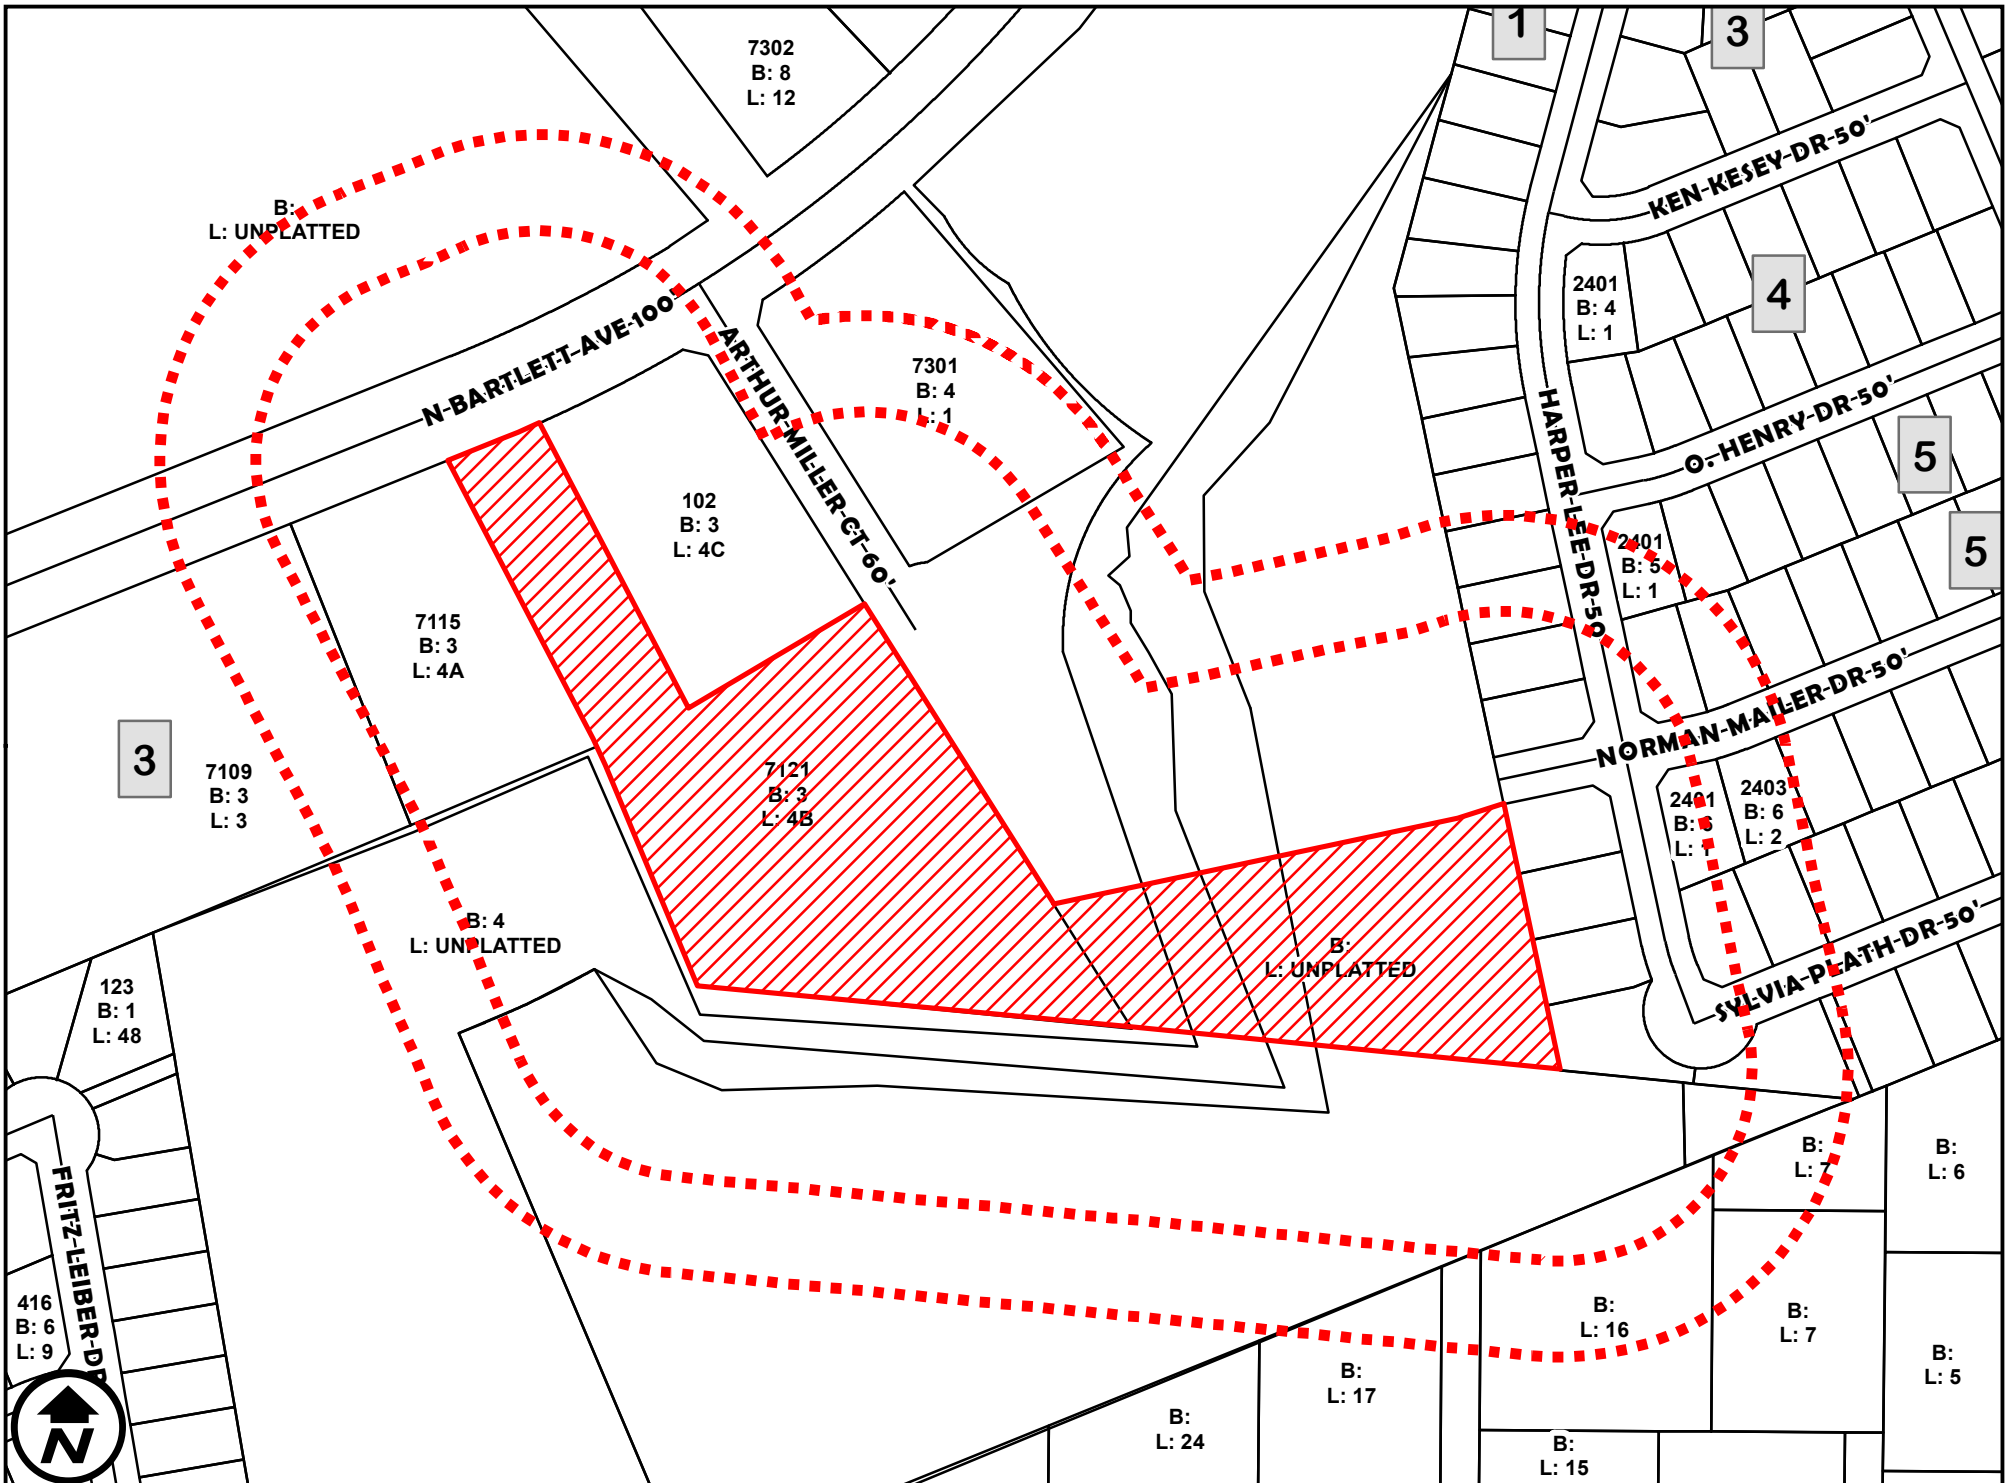 1
3
7302
B: 8
L: 12
KEN-KESEY-DR-50'
B:
L: UNPLATTED
2401
B: 4
L: 1
4
N-BARTLETT-AVE-100'
ARTHUR-MILLER-CT-60'
7301
B: 4
L: 1
HARPER-LEE-DR-50'
O. HENRY-DR-50'
5
102
B: 3
L: 4C
2401
B: 5
L: 1
5
7115
B: 3
L: 4A
NORMAN-MAILER-DR-50'
3
7109
B: 3
L: 3
7121
B: 3
L: 4B
2401
B: 6
L: 1
2403
B: 6
L: 2
B: 4
L: UNPLATTED
B:
L: UNPLATTED
SYLVIA-PLATH-DR-50'
123
B: 1
L: 48
B:
L: 7
B:
L: 6
FRITZ-LEIBER-DR
416
B: 6
L: 9
B:
L: 16
B:
L: 7
B:
L: 5
B:
L: 17
B:
L: 24
B:
L: 15
N